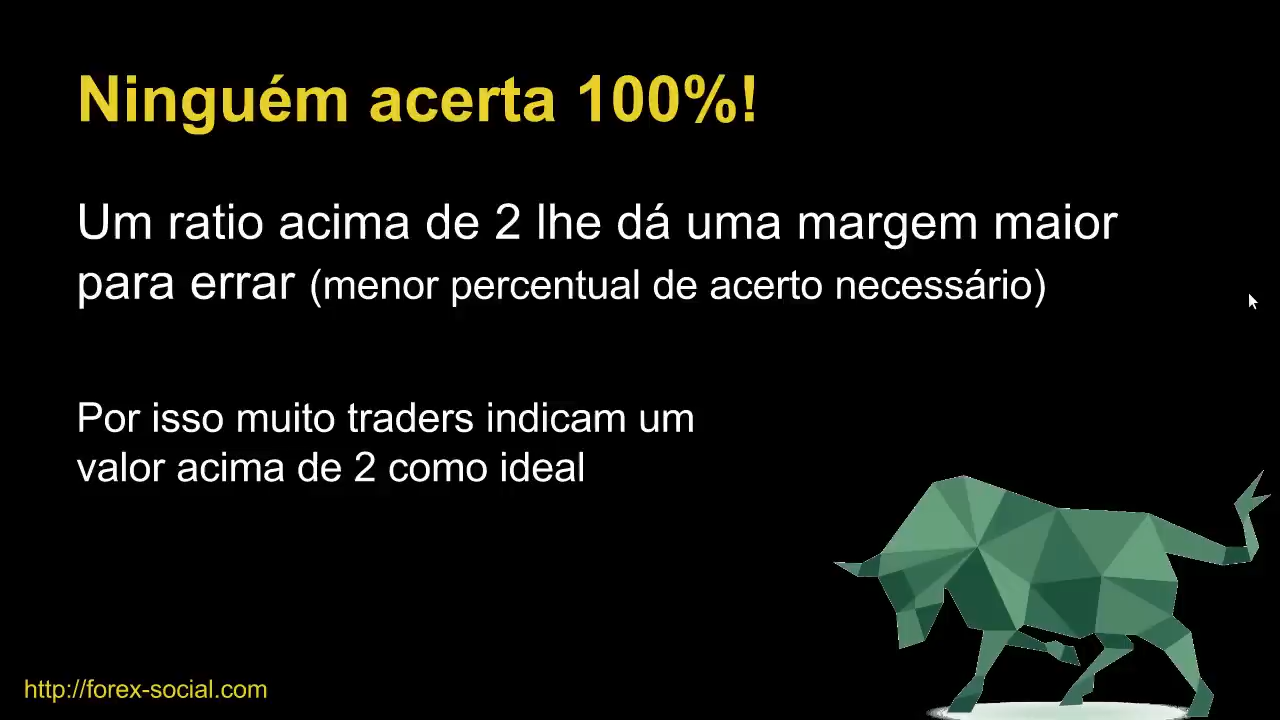 Ninguém acerta 100%!
Um ratio acima de 2 lhe dá uma margem maior
para errar (menor percentual de acerto necessário)
Por isso muito traders indicam um
valor acima de 2 como ideal
http://forex-social.com